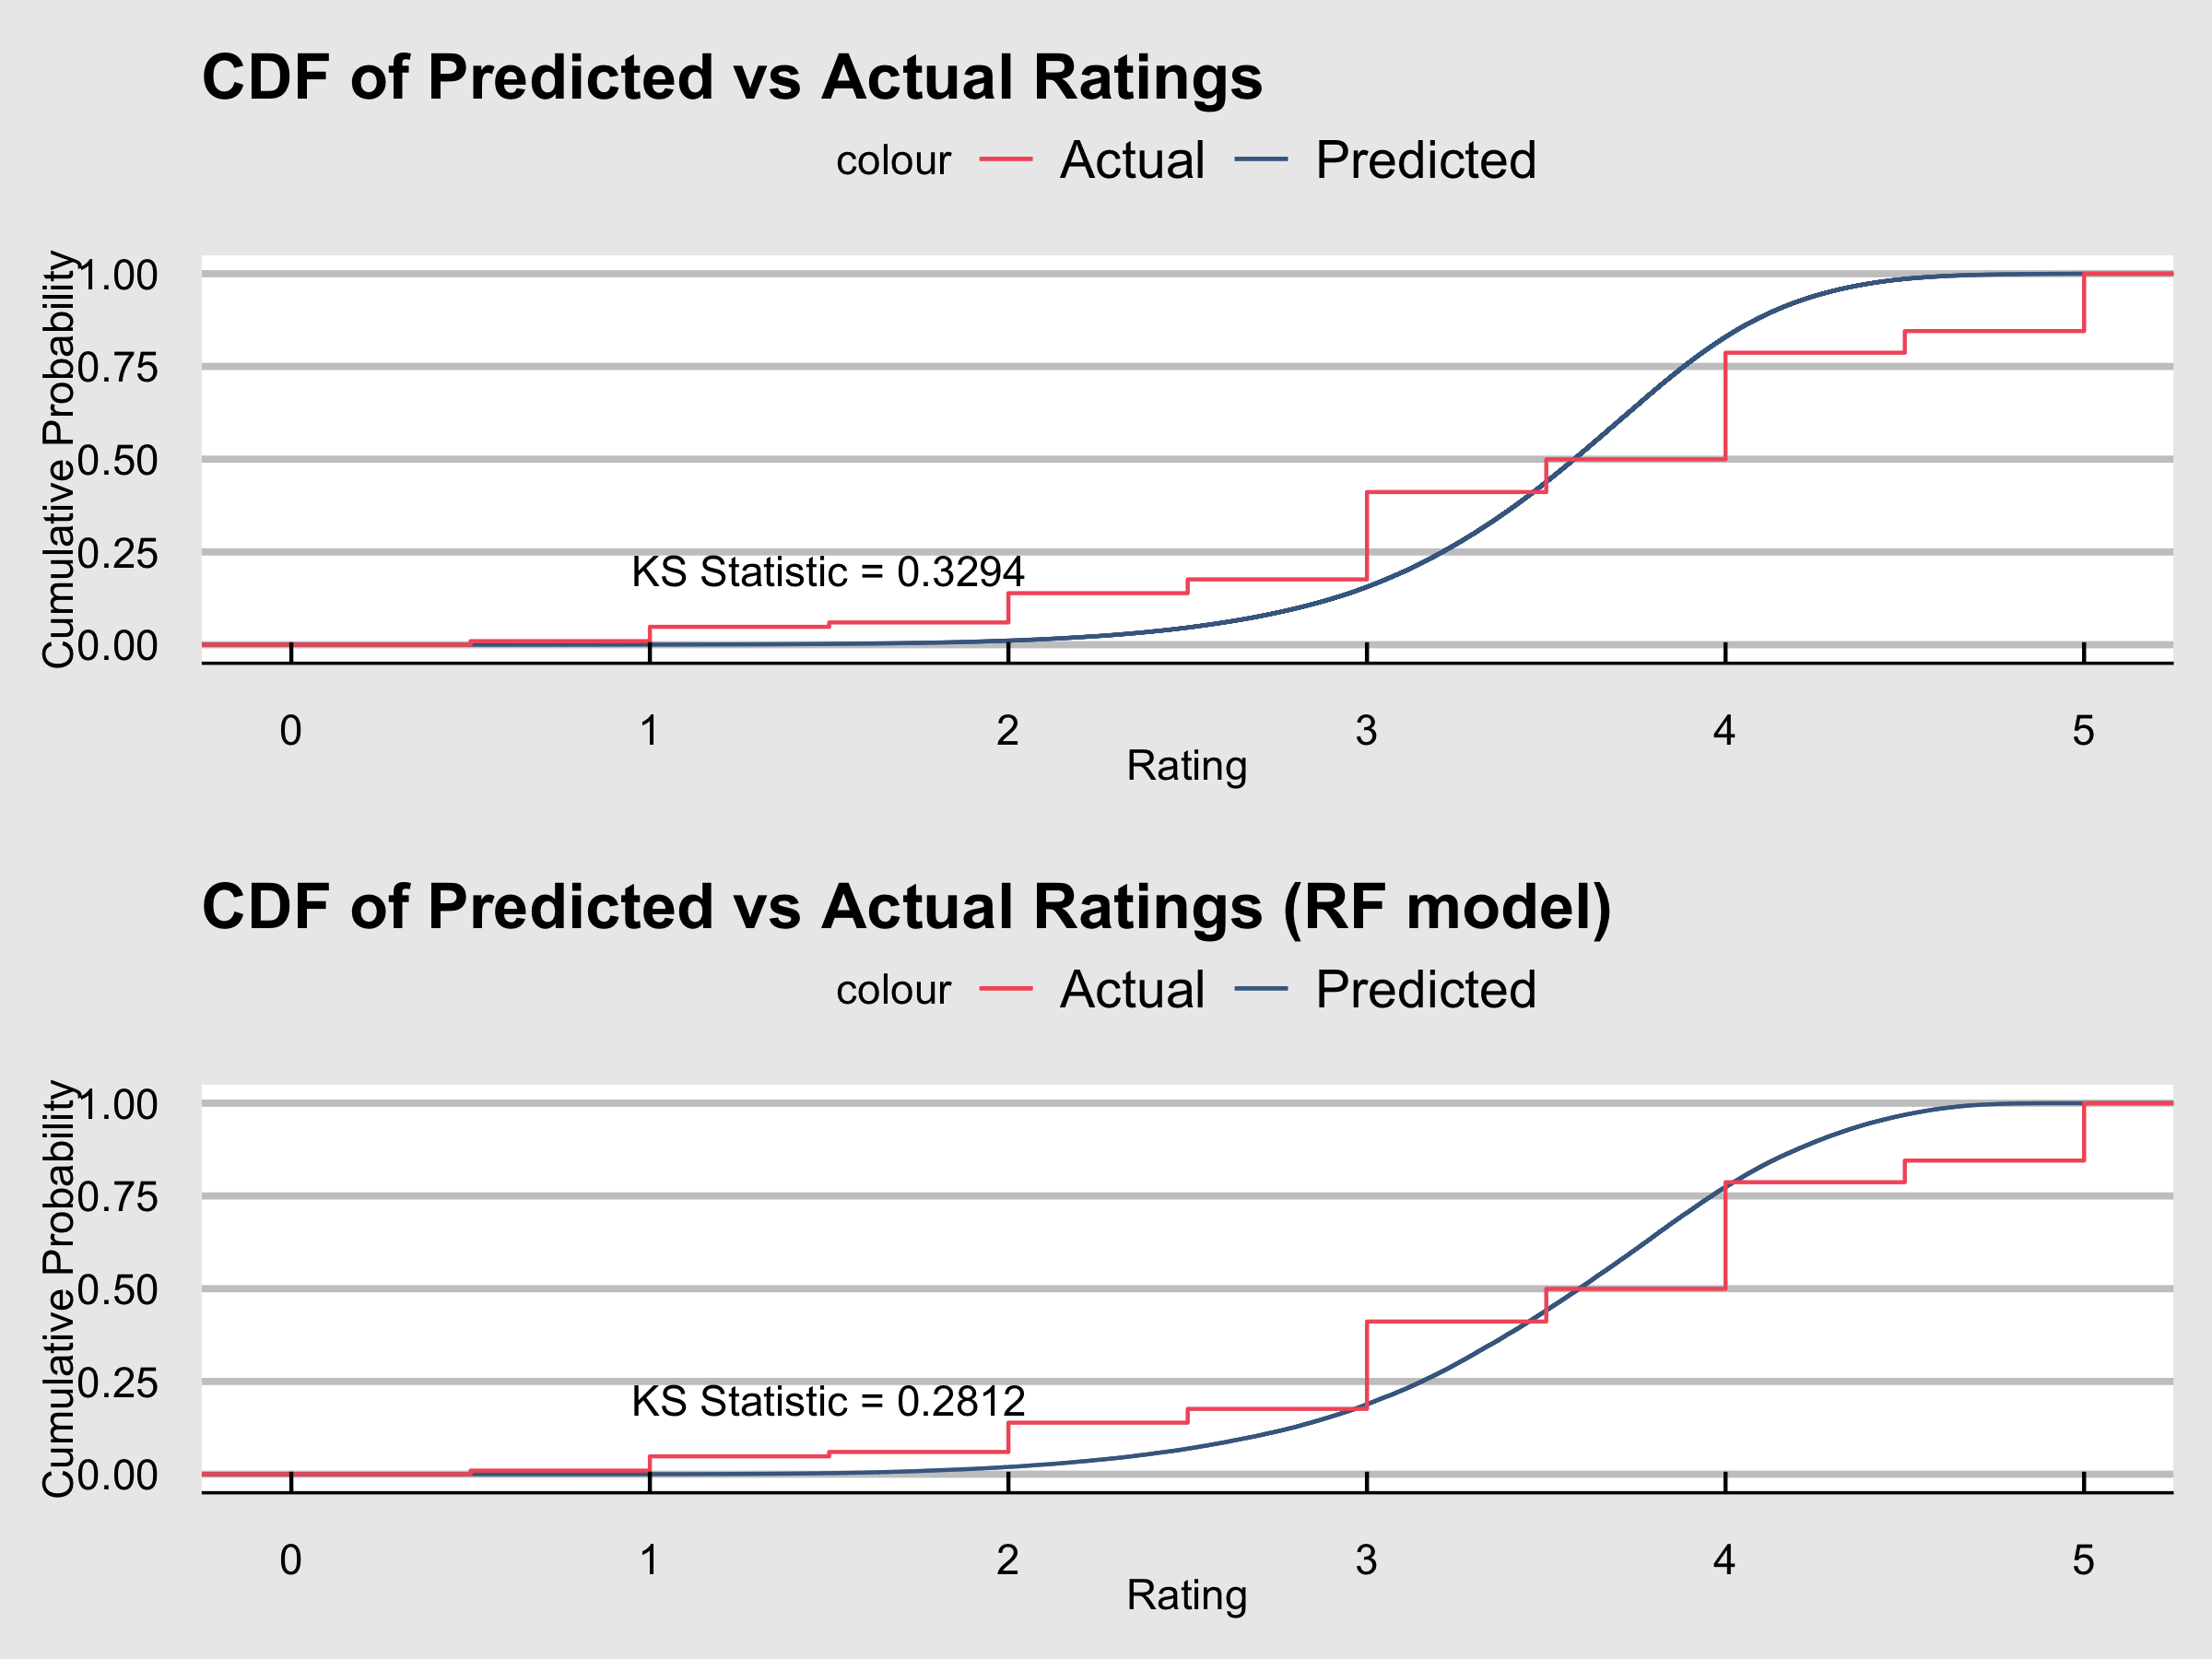 CDF of Predicted vs Actual Ratings
colour Actual Predicted
Cumulative Probability
1.00
0.75
0.50
0.25
0.00
KS Statistic = 0.3294
0 1 2 3 4 5
Rating
CDF of Predicted vs Actual Ratings (RF model)
colour Actual Predicted
Cumulative Probability
1.00
0.75
0.50
0.25
0.00
KS Statistic = 0.2812
0 1 2 3 4 5
Rating